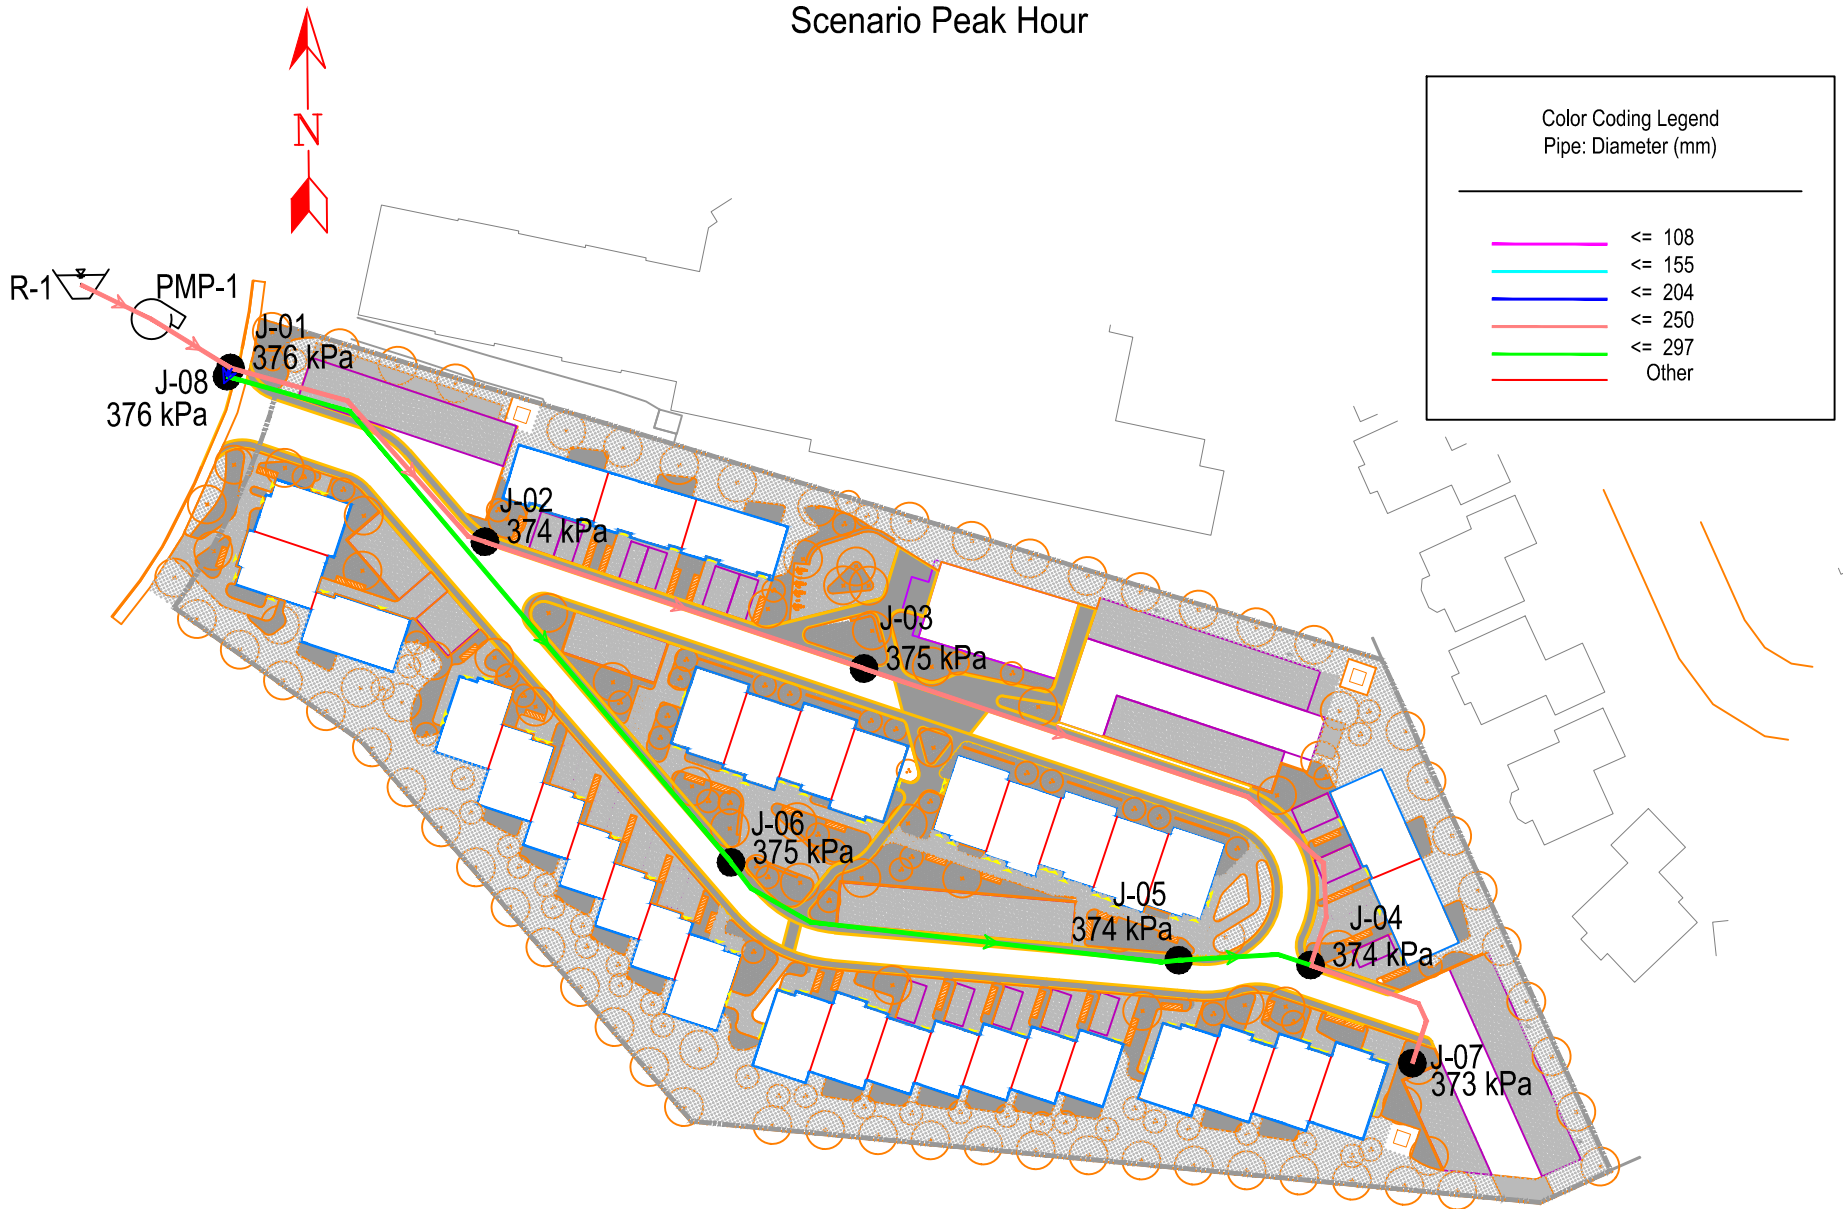 Scenario Peak Hour
N
Color Coding Legend
Pipe: Diameter (mm)
<= 108
<= 155
<= 204
<= 250
<= 297
Other
R-1
PMP-1
J-01
376 kPa
J-08
376 kPa
J-02
374 kPa
J-03
375 kPa
J-06
375 kPa
J-05
374 kPa
J-04
374 kPa
J-07
373 kPa